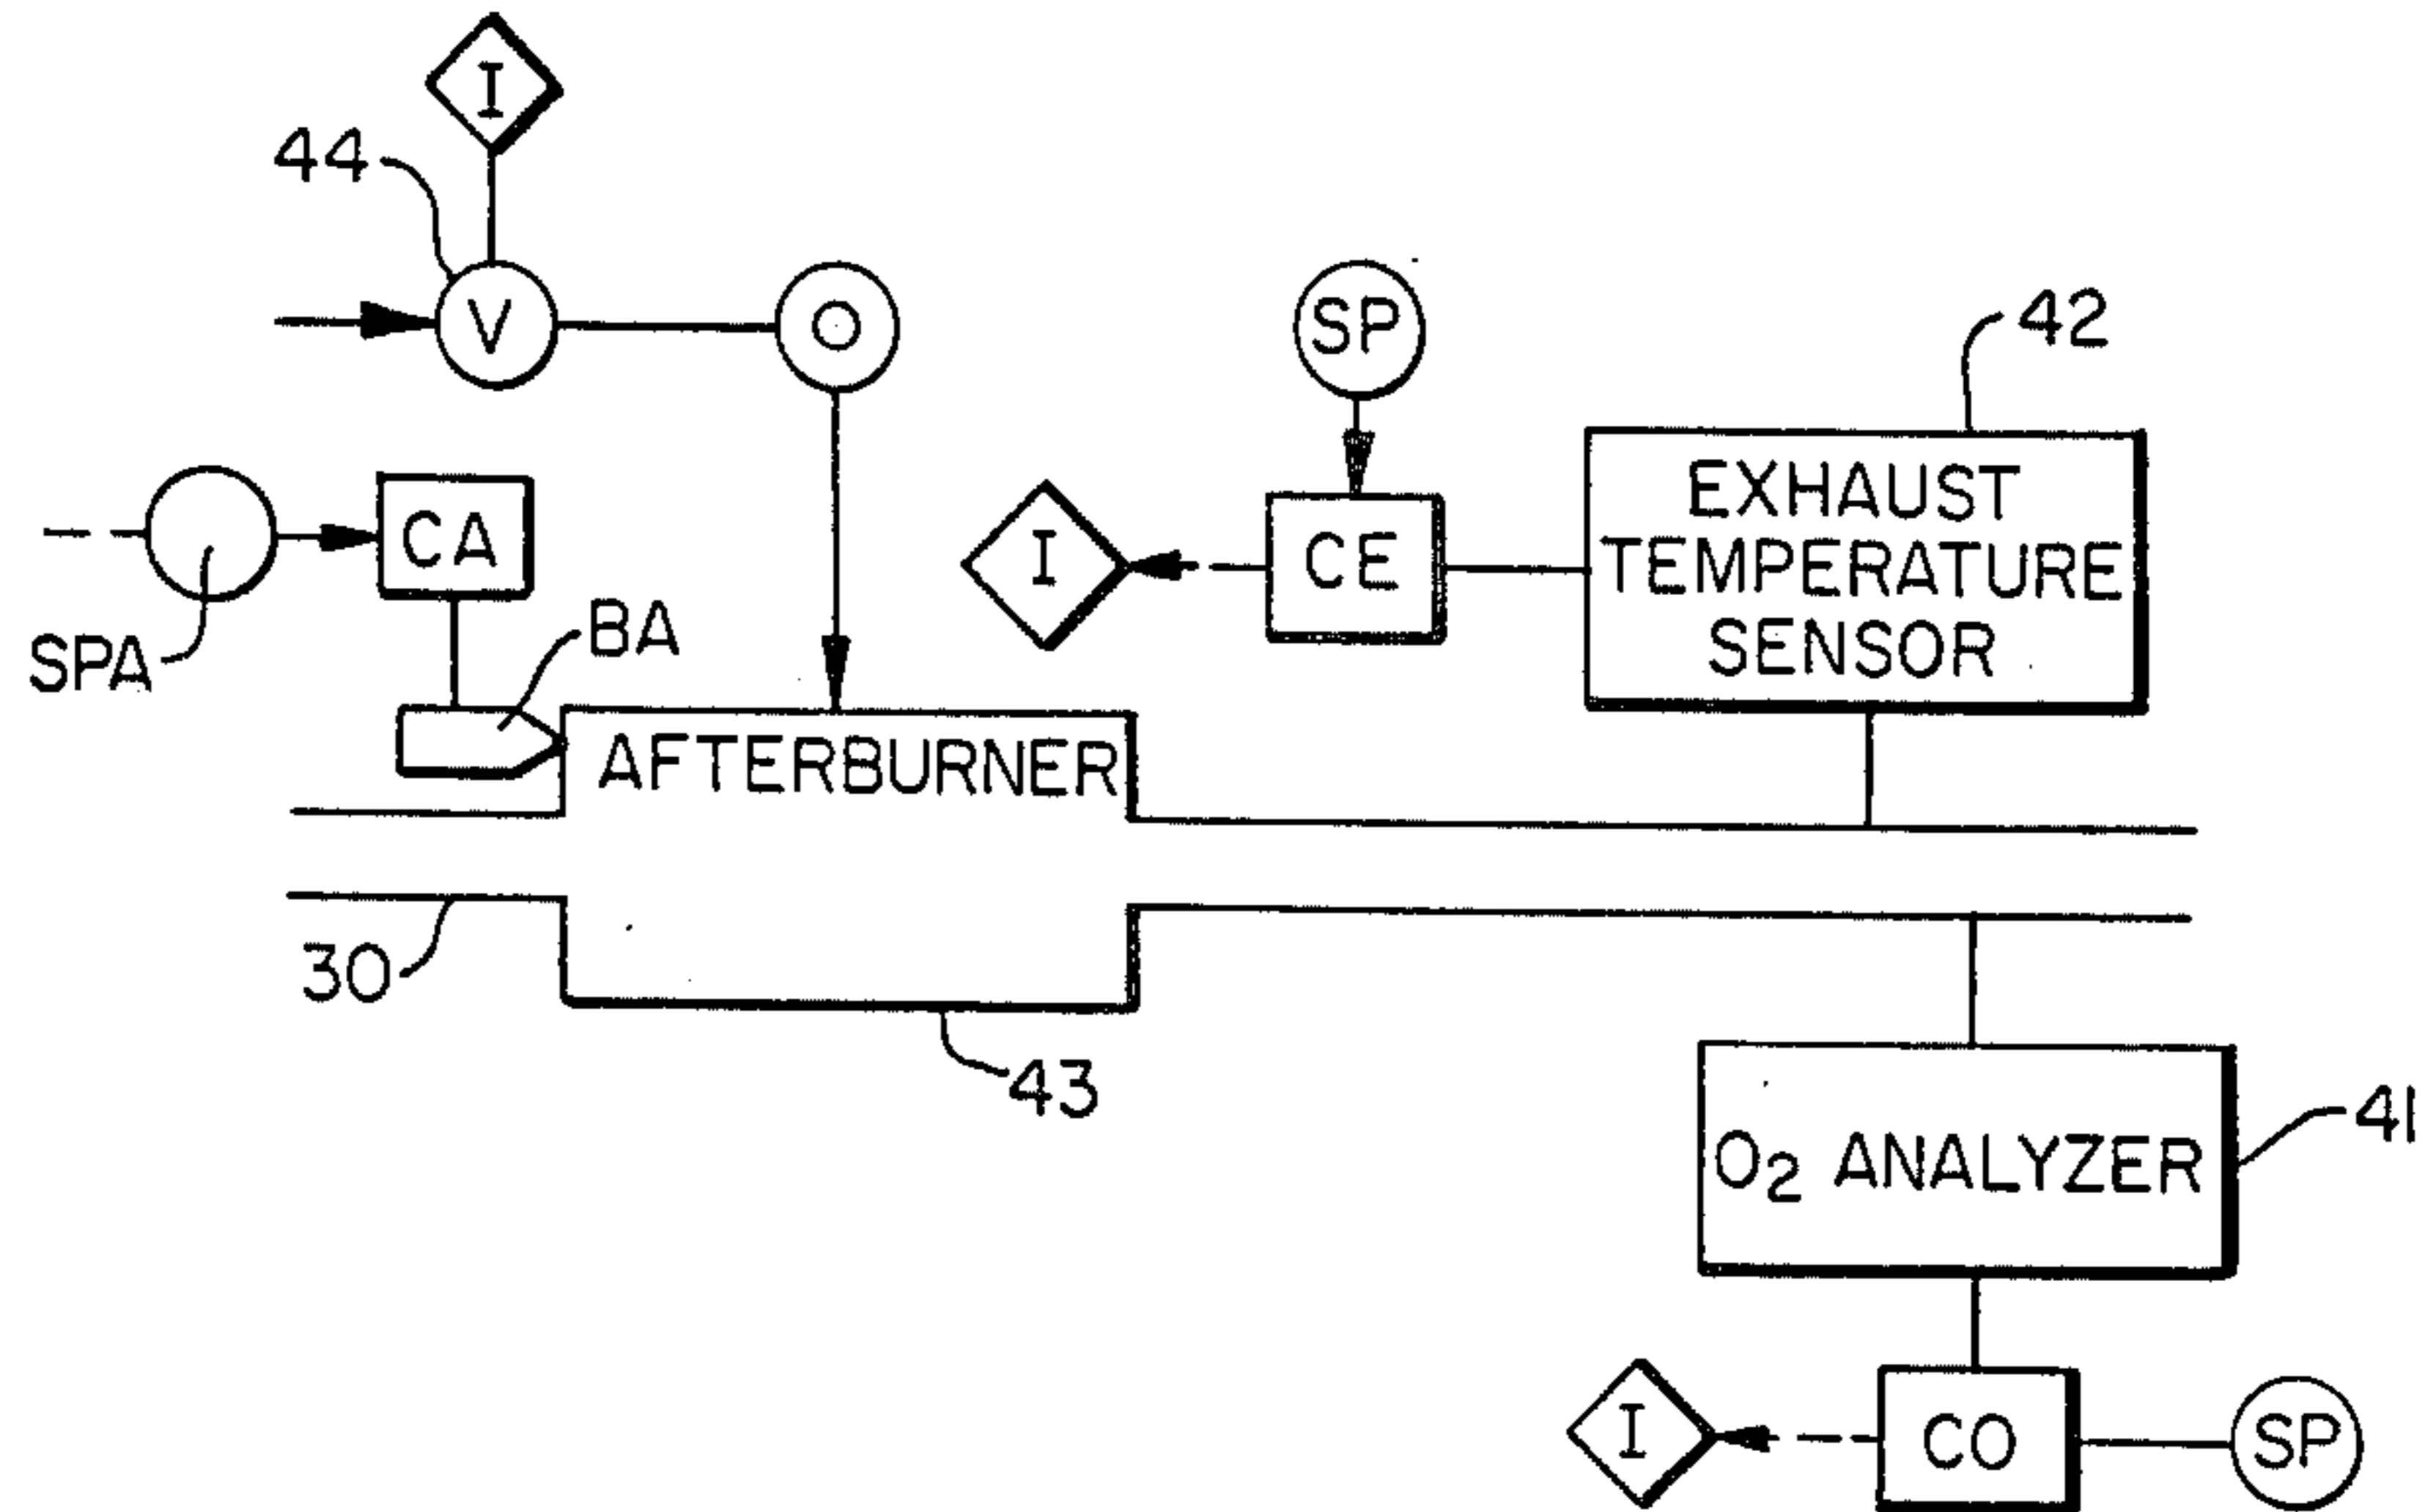 I
44
V
SP
42
EXHAUST
TEMPERATURE
SENSOR
CA
I
CE
SPA
BA
AFTERBURNER
30
43
41
O₂ ANALYZER
I
CO
SP